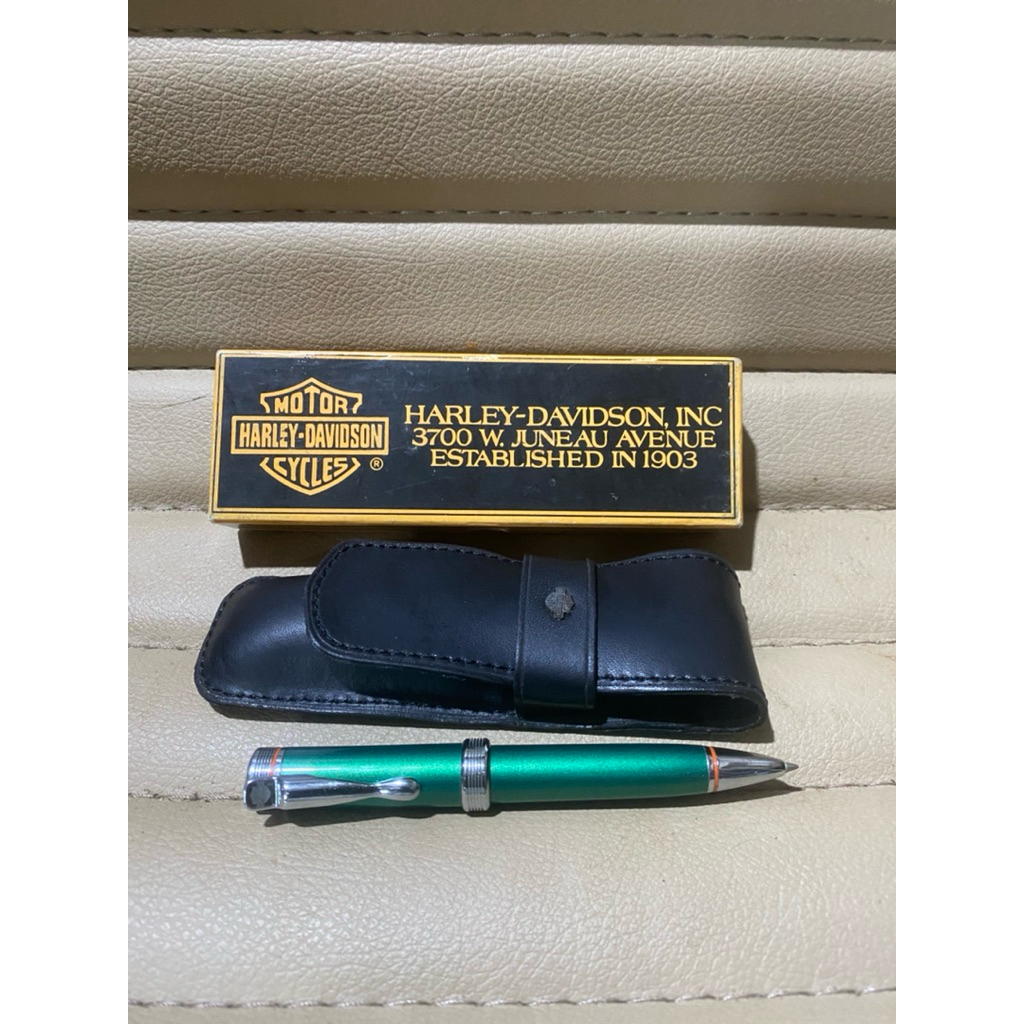 MOTOR
HARLEY-DAVIDSON
CYCLES ®
HARLEY-DAVIDSON, INC
3700 W. JUNEAU AVENUE
ESTABLISHED IN 1903